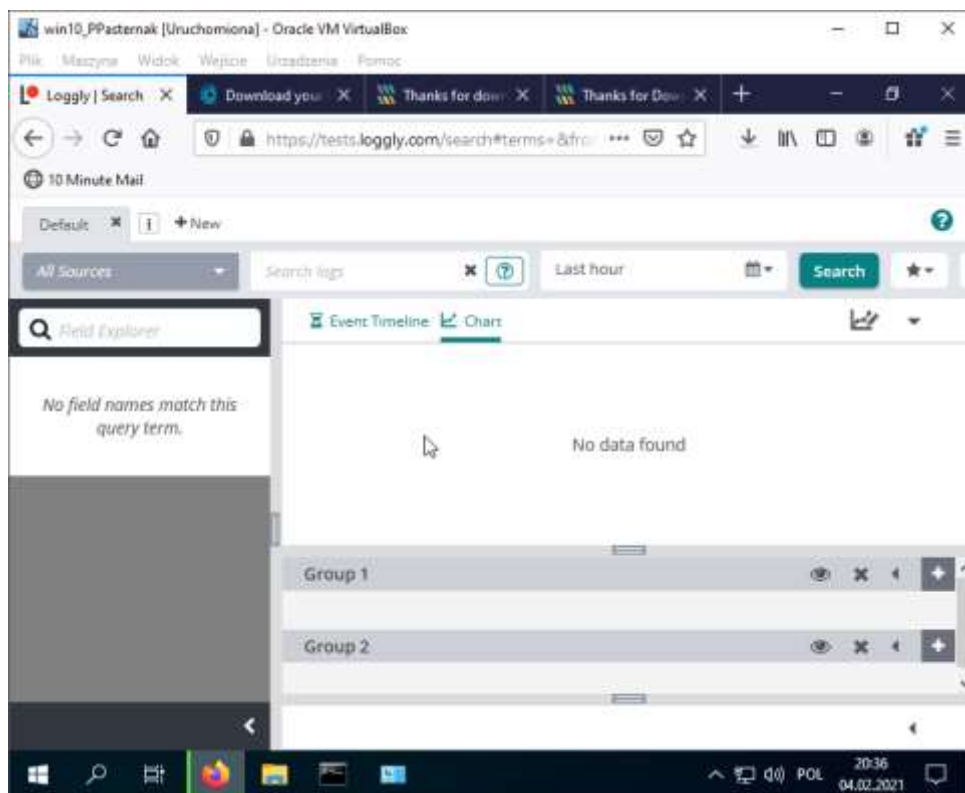 win10_PPasternak [Uruchomiona] - Oracle VM VirtualBox
Plik Maszyna Widok Wejście Urządzenia Pomoc
Loggly | Search Download you Thanks for dow Thanks for Dow
https://tests.loggly.com/search#terms=&fro
10 Minute Mail
Default New
All Sources Search logs Last hour Search
Field Explorer Event Timeline Chart
No field names match this
query term.
No data found
Group 1
Group 2
POL 20:36
04.02.2021